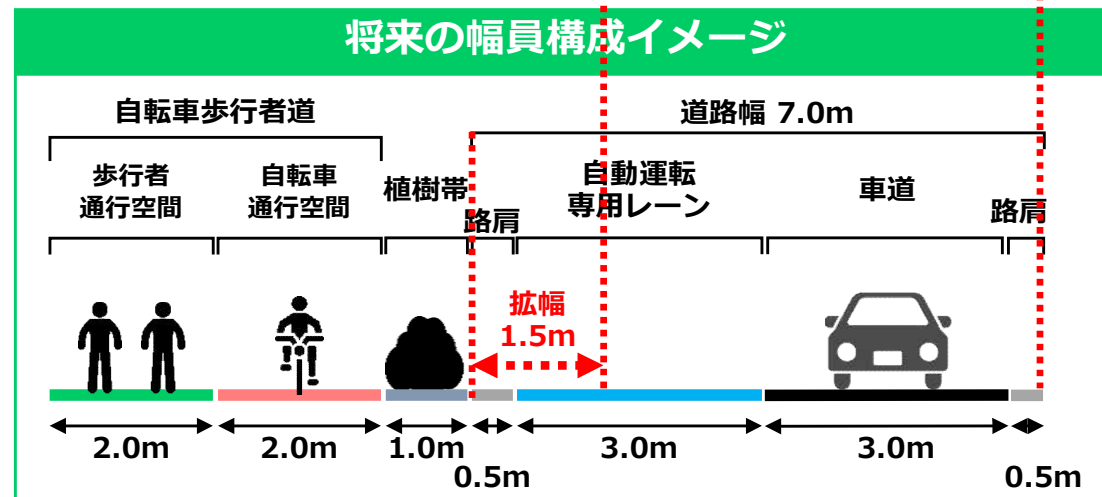 将来の幅員構成イメージ
自転車歩行者道
道路幅 7.0m
歩行者
通行空間
自転車
通行空間
植樹帯
路肩
自動運転
専用レーン
車道
路肩
拡幅
1.5m
2.0m
2.0m
1.0m
0.5m
3.0m
3.0m
0.5m